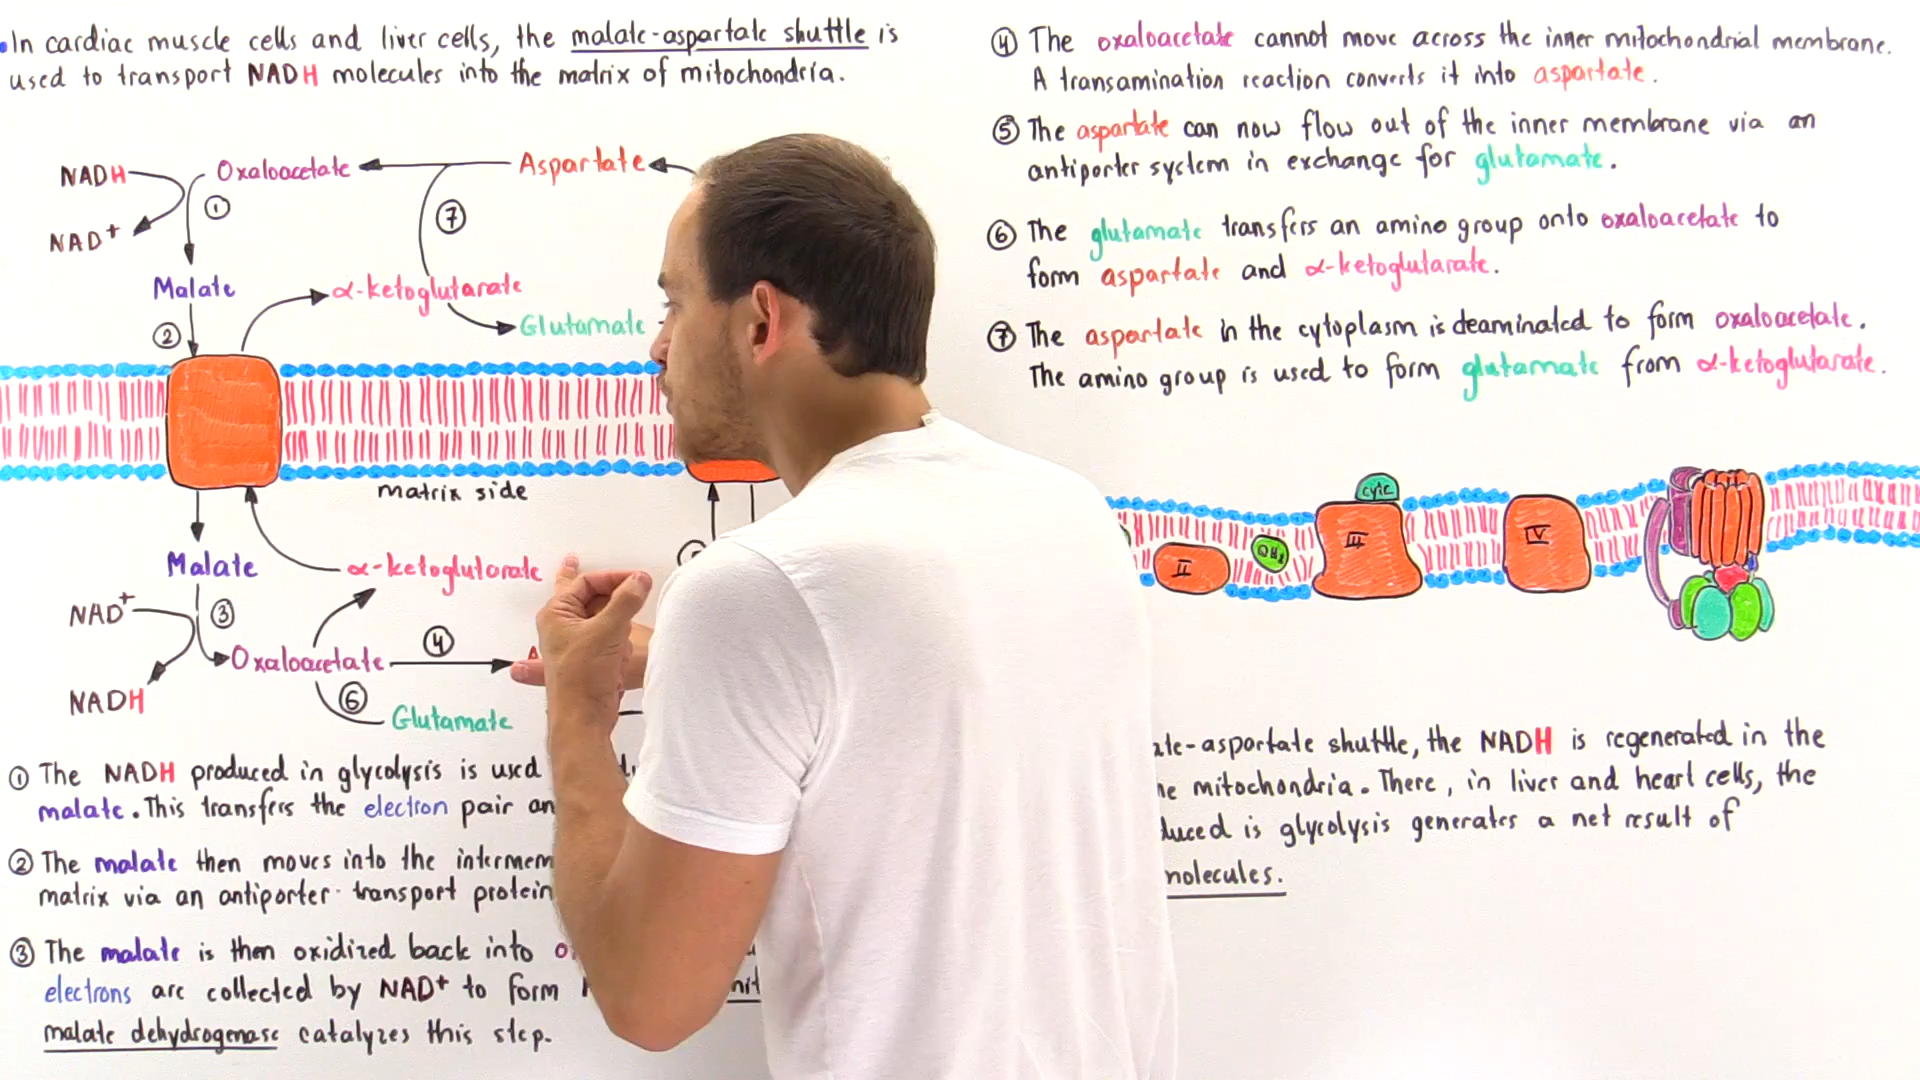 In cardiac muscle cells and liver cells, the malate-aspartate shuttle is
used to transport NADH molecules into the matrix of mitochondria.
NADH
Oxaloacetate
Aspartate
①
⑦
NAD+
Malate
α-ketoglutarate
②
Glutamate
matrix side
Malate
α-ketoglutarate
NAD+
③
④
Oxaloacetate
NADH
⑥
Glutamate
① The NADH produced in glycolysis is used
malate. This transfers the electron pair
② The malate then moves into the
matrix via an antiporter transport protein
③ The malate is then oxidized back into
electrons are collected by NAD+ to form
malate dehydrogenase catalyzes this step.
④ The oxaloacetate cannot move across the inner mitochondrial membrane.
A transamination reaction converts it into aspartate.
⑤ The aspartate can now flow out of the inner membrane via an
antiporter system in exchange for glutamate.
⑥ The glutamate transfers an amino group onto oxaloacetate to
form aspartate and α-ketoglutarate.
⑦ The aspartate in the cytoplasm is deaminated to form oxaloacetate.
The amino group is used to form glutamate from α-ketoglutarate.
cytc
II
QH2
III
IV
-aspartate shuttle, the NADH is regenerated in the
mitochondria. There, in liver and heart cells, the
is glycolysis generates a net result of
molecules.